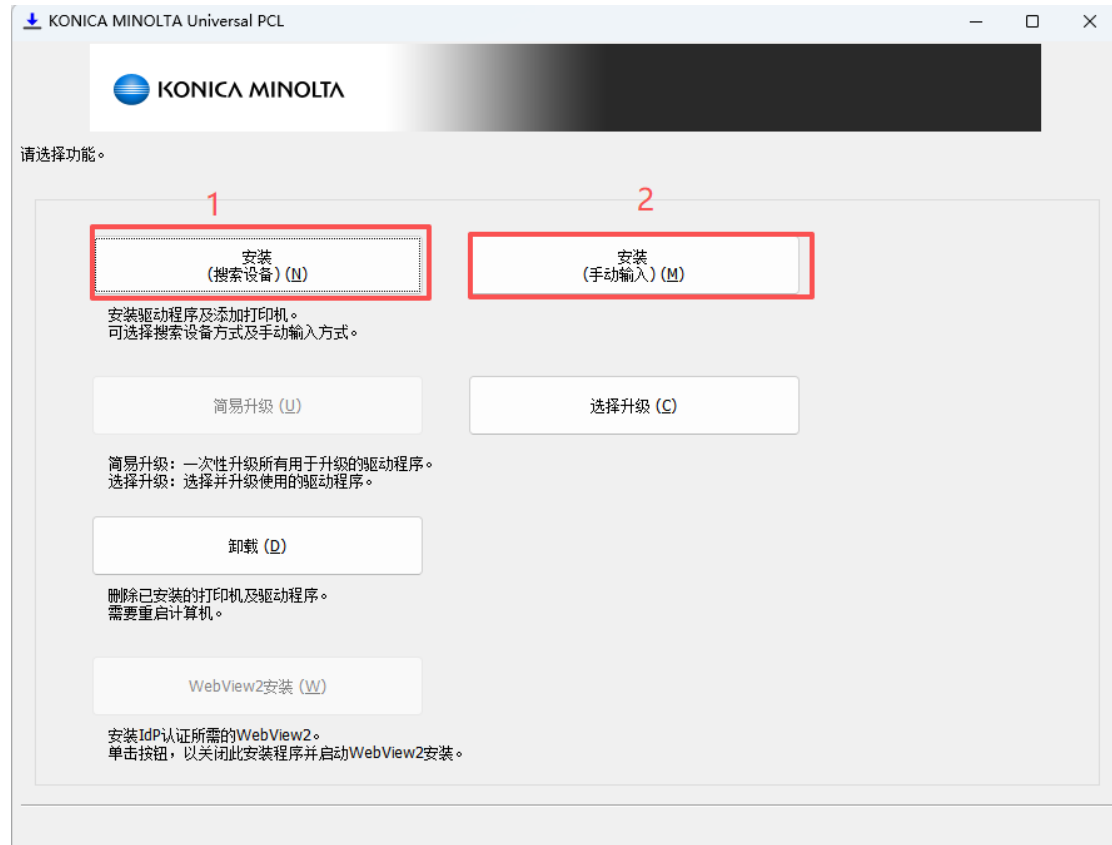 KONICA MINOLTA Universal PCL
KONICA MINOLTA
请选择功能。
1
2
安装
(搜索设备) (N)
安装
(手动输入) (M)
安装驱动程序及添加打印机。
可选择搜索设备方式及手动输入方式。
简易升级 (U)
选择升级 (C)
简易升级: 一次性升级所有用于升级的驱动程序。
选择升级: 选择并升级使用的驱动程序。
卸载 (D)
删除已安装的打印机及驱动程序。
需要重启计算机。
WebView2安装 (W)
安装IdP认证所需的WebView2。
单击按钮，以关闭此安装程序并启动WebView2安装。